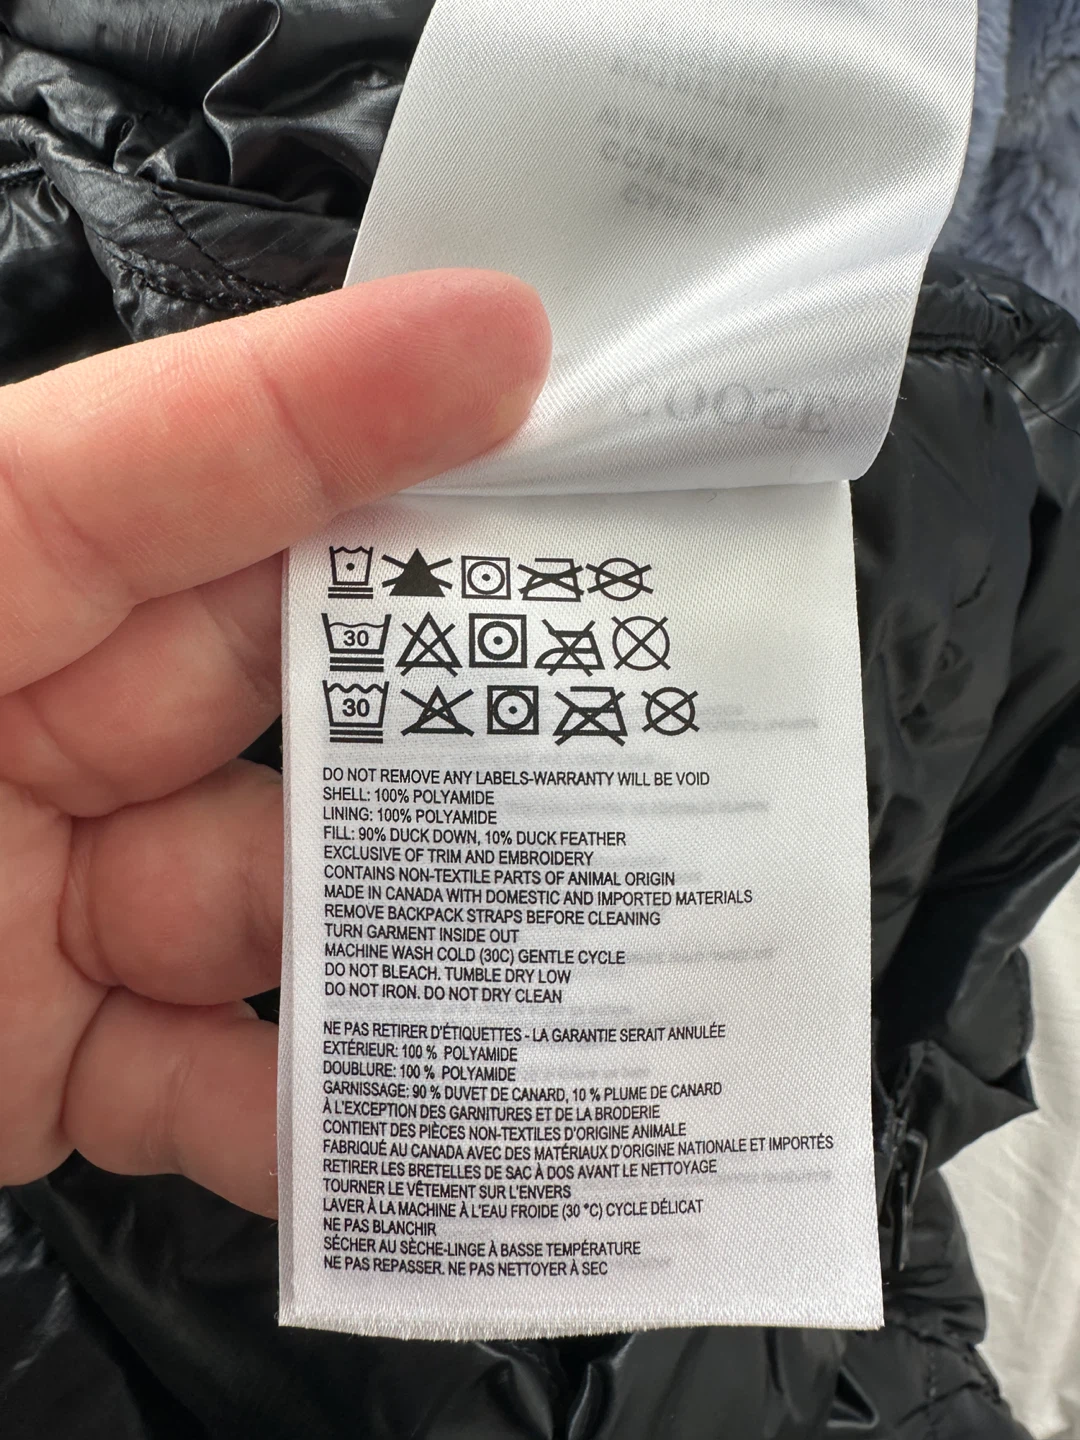 30
30
DO NOT REMOVE ANY LABELS-WARRANTY WILL BE VOID
SHELL: 100% POLYAMIDE
LINING: 100% POLYAMIDE
FILL: 90% DUCK DOWN, 10% DUCK FEATHER
EXCLUSIVE OF TRIM AND EMBROIDERY
CONTAINS NON-TEXTILE PARTS OF ANIMAL ORIGIN
MADE IN CANADA WITH DOMESTIC AND IMPORTED MATERIALS
REMOVE BACKPACK STRAPS BEFORE CLEANING
TURN GARMENT INSIDE OUT
MACHINE WASH COLD (30C) GENTLE CYCLE
DO NOT BLEACH. TUMBLE DRY LOW
DO NOT IRON. DO NOT DRY CLEAN
NE PAS RETIRER D'ÉTIQUETTES - LA GARANTIE SERAIT ANNULÉE
EXTÉRIEUR: 100 % POLYAMIDE
DOUBLURE: 100 % POLYAMIDE
GARNISSAGE: 90 % DUVET DE CANARD, 10 % PLUME DE CANARD
À L'EXCEPTION DES GARNITURES ET DE LA BRODERIE
CONTIENT DES PIÈCES NON-TEXTILES D'ORIGINE ANIMALE
FABRIQUÉ AU CANADA AVEC DES MATÉRIAUX D'ORIGINE NATIONALE ET IMPORTÉS
RETIRER LES BRETELLES DE SAC À DOS AVANT LE NETTOYAGE
TOURNER LE VÊTEMENT SUR L'ENVERS
LAVER À LA MACHINE À L'EAU FROIDE (30 °C) CYCLE DÉLICAT
NE PAS BLANCHIR
SÉCHER AU SÈCHE-LINGE À BASSE TEMPÉRATURE
NE PAS REPASSER. NE PAS NETTOYER À SEC